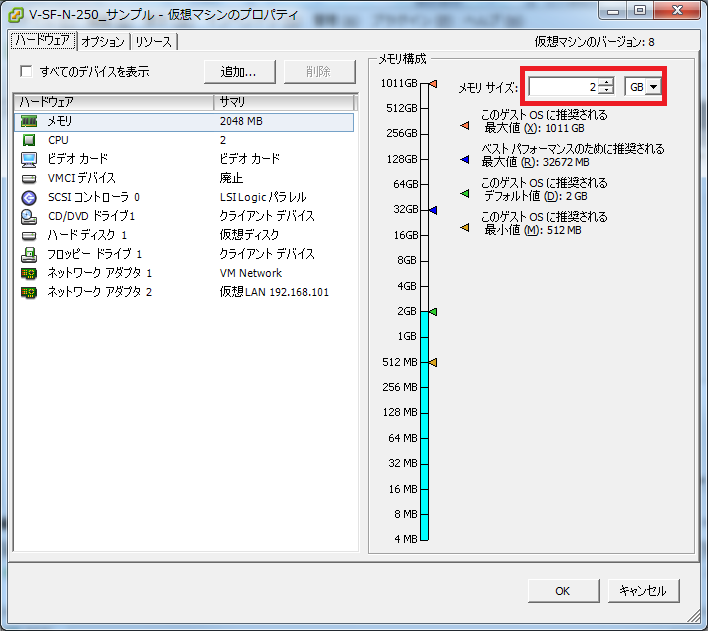 V-SF-N-250_サンプル - 仮想マシンのプロパティ
ハードウェア オプション リソース
仮想マシンのバージョン: 8
すべてのデバイスを表示
追加...
削除
ハードウェア サマリ
メモリ 2048 MB
CPU 2
ビデオ カード ビデオ カード
VMCI デバイス 廃止
SCSI コントローラ 0 LSI Logic パラレル
CD/DVD ドライブ 1 クライアント デバイス
ハード ディスク 1 仮想ディスク
フロッピー ドライブ 1 クライアント デバイス
ネットワーク アダプタ 1 VM Network
ネットワーク アダプタ 2 仮想LAN 192.168.101
メモリ構成
1011GB
512GB
256GB
128GB
64GB
32GB
16GB
8GB
4GB
2GB
1GB
512 MB
256 MB
128 MB
64 MB
32 MB
16 MB
8 MB
4 MB
メモリ サイズ: 2 GB
このゲスト OS に推奨される
最大値 (X): 1011 GB
ベスト パフォーマンスのために推奨される
最大値 (R): 32672 MB
このゲスト OS に推奨される
デフォルト値 (D): 2 GB
このゲスト OS に推奨される
最小値 (M): 512 MB
OK
キャンセル